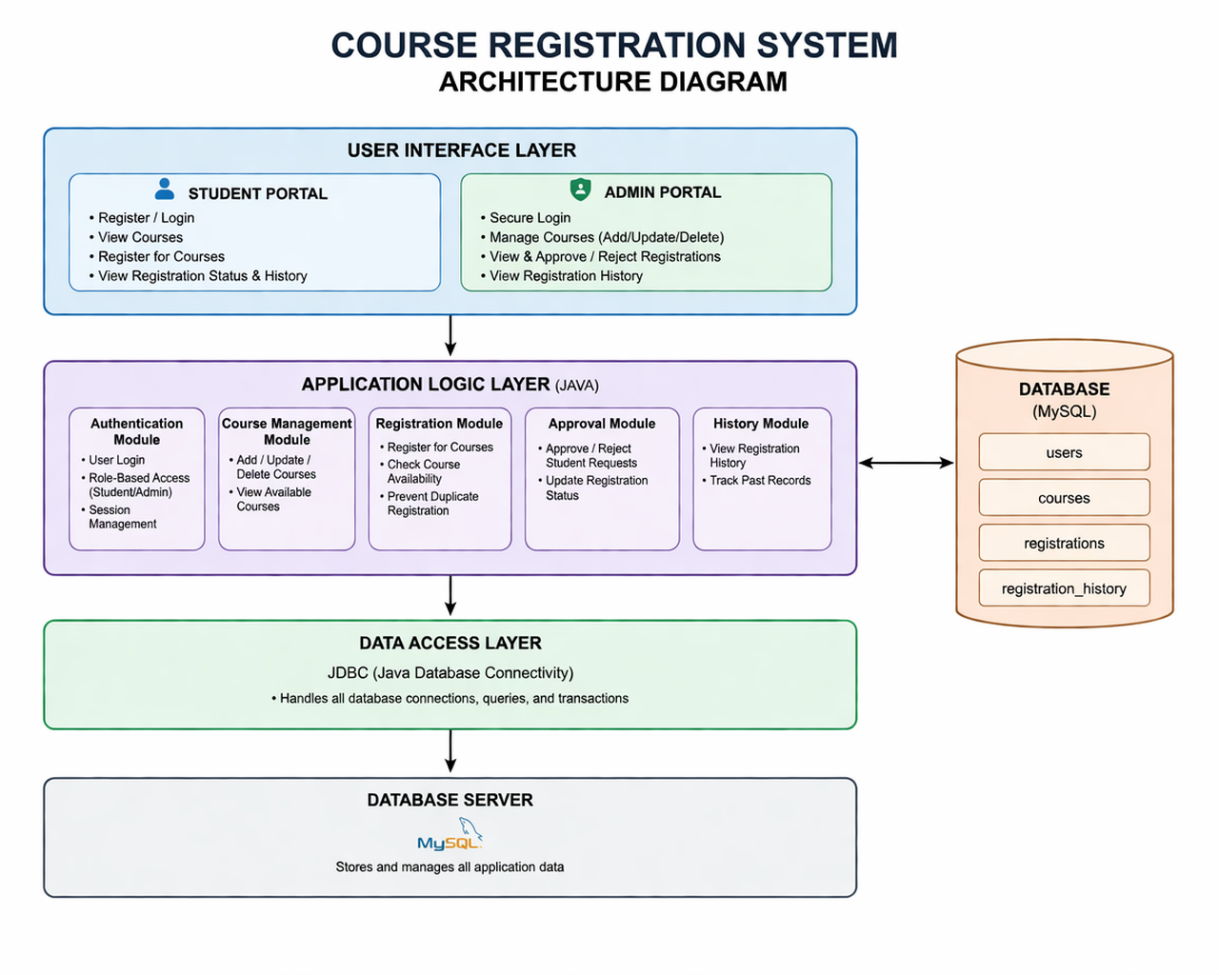 COURSE REGISTRATION SYSTEM
ARCHITECTURE DIAGRAM
USER INTERFACE LAYER
STUDENT PORTAL
• Register / Login
• View Courses
• Register for Courses
• View Registration Status & History
ADMIN PORTAL
• Secure Login
• Manage Courses (Add/Update/Delete)
• View & Approve / Reject Registrations
• View Registration History
APPLICATION LOGIC LAYER (JAVA)
Authentication
Module
• User Login
• Role-Based Access
(Student/Admin)
• Session
Management
Course Management
Module
• Add / Update /
Delete Courses
• View Available
Courses
Registration Module
• Register for Courses
• Check Course
Availability
• Prevent Duplicate
Registration
Approval Module
• Approve / Reject
Student Requests
• Update Registration
Status
History Module
• View Registration
History
• Track Past Records
DATABASE
(MySQL)
users
courses
registrations
registration_history
DATA ACCESS LAYER
JDBC (Java Database Connectivity)
• Handles all database connections, queries, and transactions
DATABASE SERVER
MySQL
Stores and manages all application data